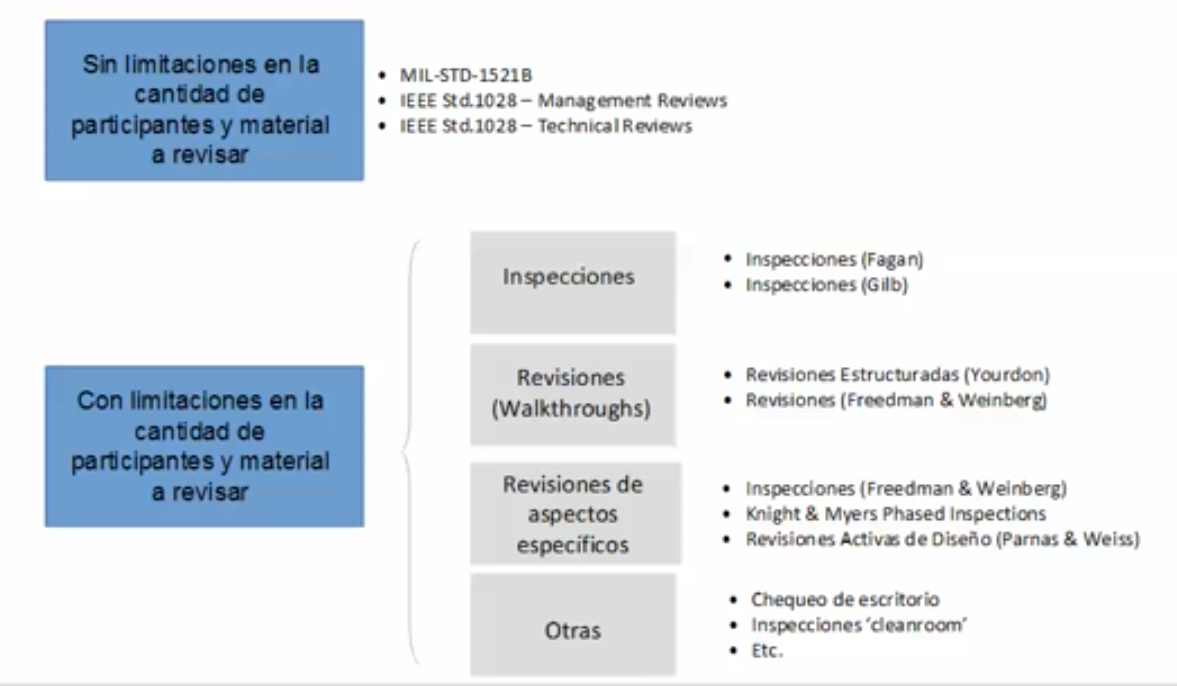 Sin limitaciones en la
cantidad de
participantes y material
a revisar
• MIL-STD-1521B
• IEEE Std.1028 – Management Reviews
• IEEE Std.1028 – Technical Reviews
Con limitaciones en la
cantidad de
participantes y material
a revisar
Inspecciones
• Inspecciones (Fagan)
• Inspecciones (Gilb)
Revisiones
(Walkthroughs)
• Revisiones Estructuradas (Yourdon)
• Revisiones (Freedman & Weinberg)
Revisiones de
aspectos
específicos
• Inspecciones (Freedman & Weinberg)
• Knight & Myers Phased Inspections
• Revisiones Activas de Diseño (Parnas & Weiss)
Otras
• Chequeo de escritorio
• Inspecciones ‘cleanroom’
• Etc.